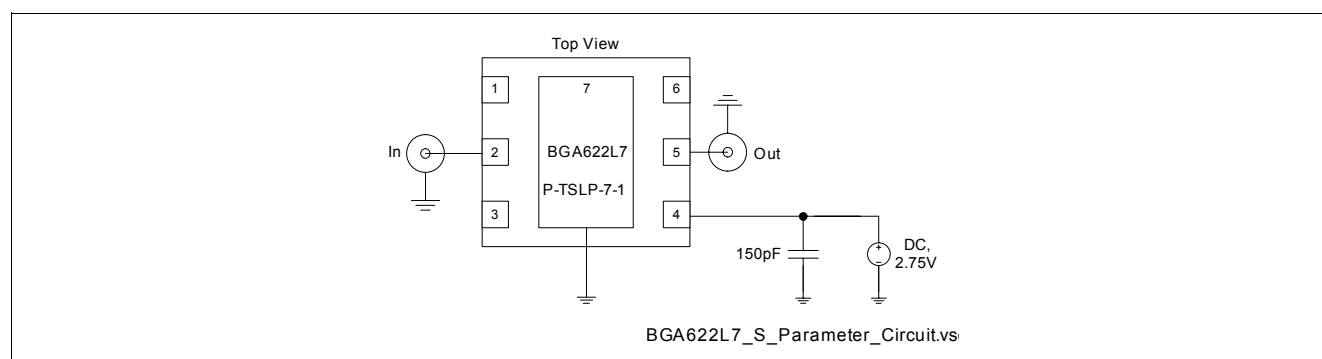 Top View
1
7
6
In
2
BGA622L7
5
Out
P-TSLP-7-1
3
4
150pF
+
–
DC,
2.75V
BGA622L7_S_Parameter_Circuit.vs